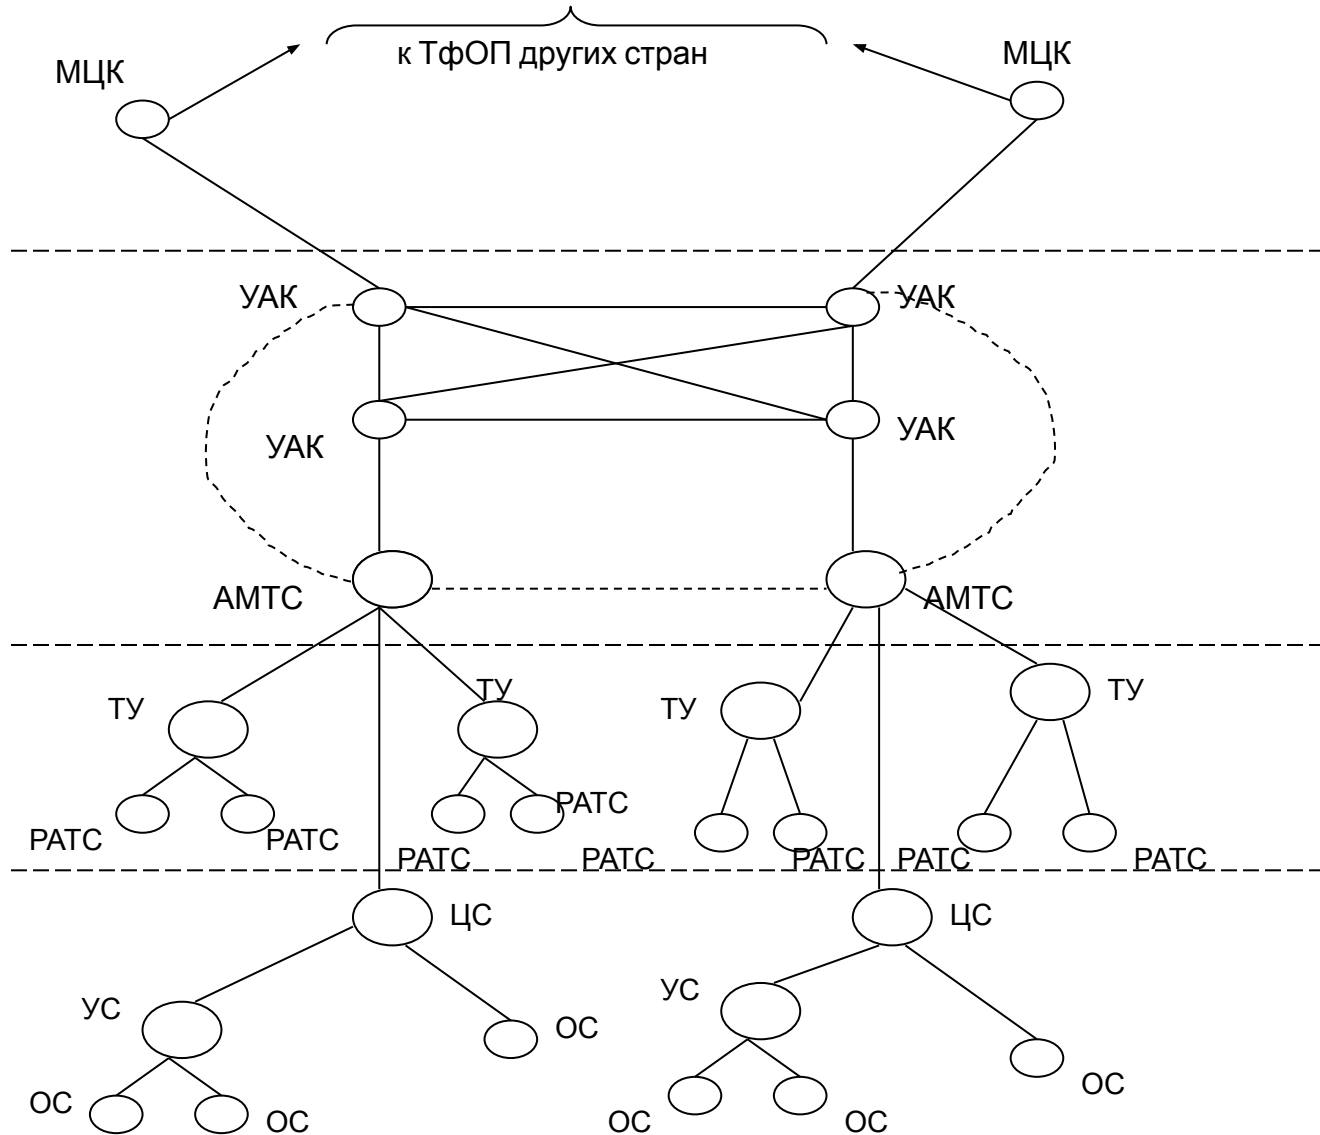 к ТфОП других стран
МЦК
МЦК
УАК
УАК
УАК
УАК
АМТС
АМТС
ТУ
ТУ
ТУ
ТУ
РАТС
РАТС
РАТС
РАТС
РАТС
РАТС
РАТС
РАТС
ЦС
ЦС
УС
УС
ОС
ОС
ОС
ОС
ОС
ОС